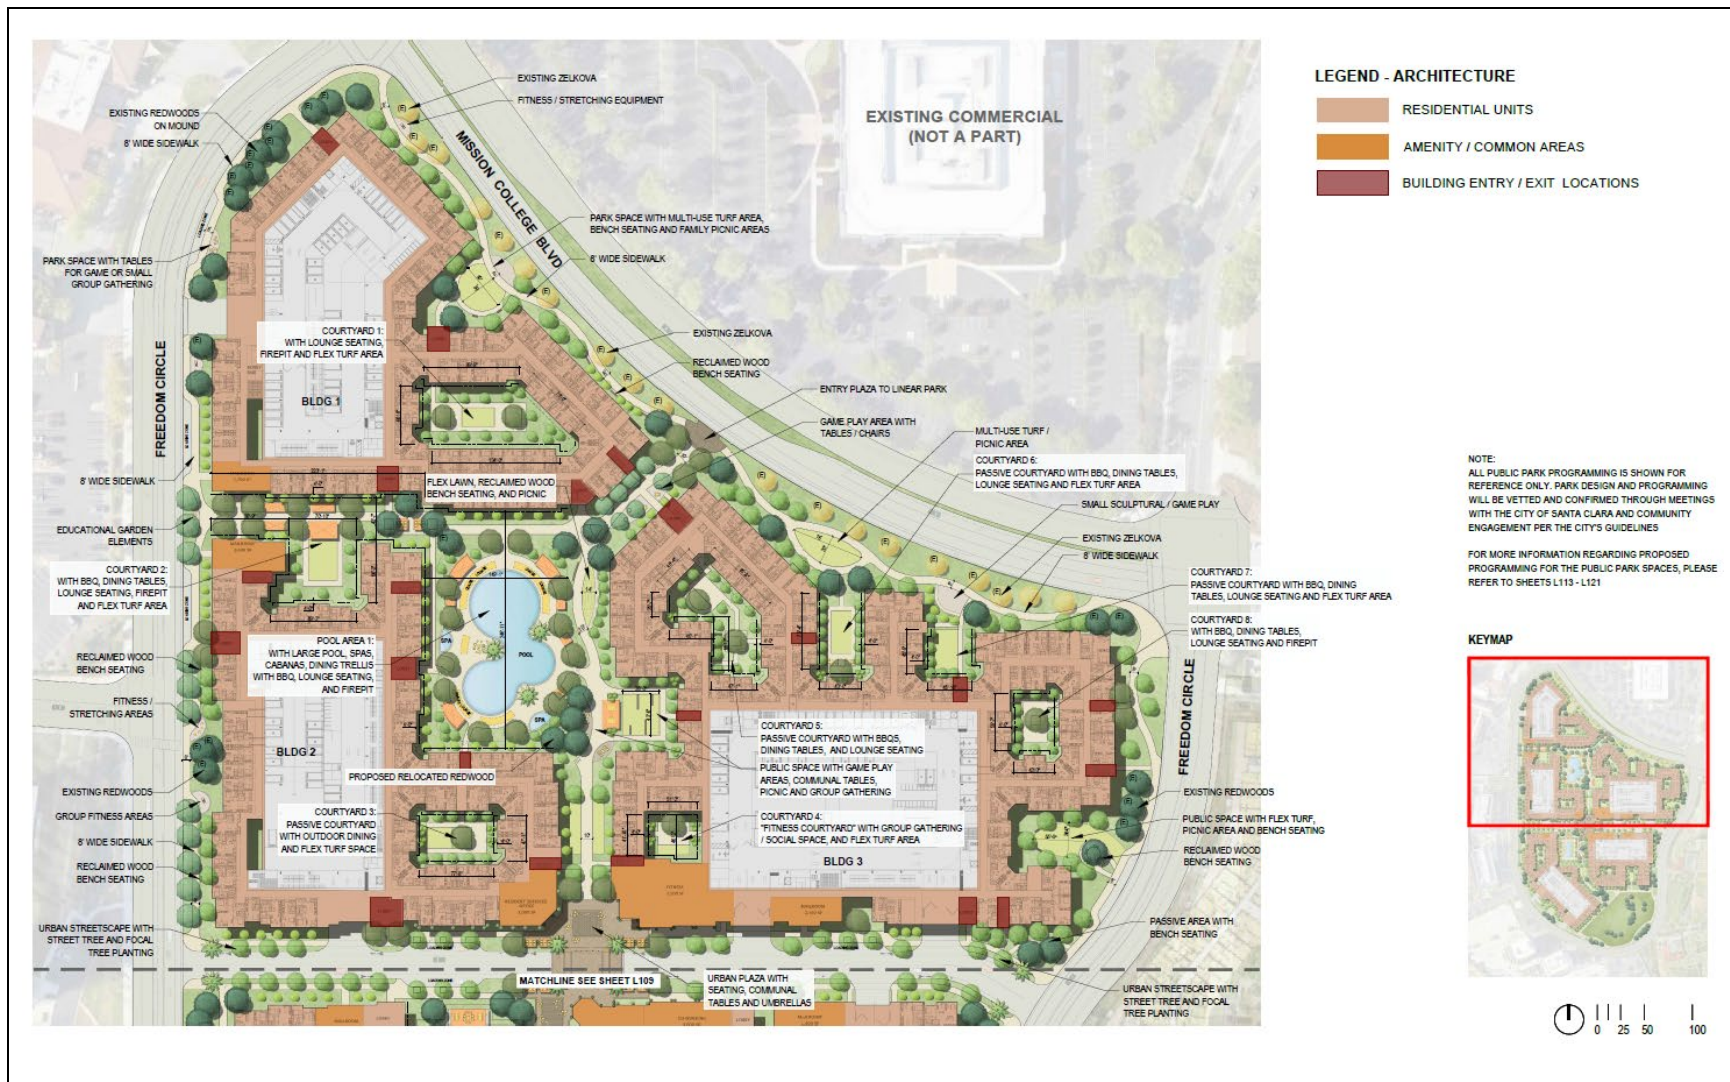 EXISTING ZELKOVA
FITNESS / STRETCHING EQUIPMENT
EXISTING REDWOODS
ON MOUND
8' WIDE SIDEWALK
MISSION COLLEGE BLVD
EXISTING COMMERCIAL
(NOT A PART)
PARK SPACE WITH MULTI-USE TURF AREA,
BENCH SEATING AND FAMILY PICNIC AREAS
PARK SPACE WITH TABLES
FOR GAME OR SMALL
GROUP GATHERING
8' WIDE SIDEWALK
COURTYARD 1:
WITH LOUNGE SEATING,
FIREPIT AND FLEX TURF AREA
FREEDOM CIRCLE
EXISTING ZELKOVA
RECLAIMED WOOD
BENCH SEATING
BLDG 1
ENTRY PLAZA TO LINEAR PARK
GAME PLAY AREA WITH
TABLES / CHAIRS
MULTI-USE TURF /
PICNIC AREA
COURTYARD 6:
PASSIVE COURTYARD WITH BBQ, DINING TABLES,
LOUNGE SEATING AND FLEX TURF AREA
8' WIDE SIDEWALK
FLEX LAWN, RECLAIMED WOOD
BENCH SEATING, AND PICNIC
SMALL SCULPTURAL / GAME PLAY
EDUCATIONAL GARDEN
ELEMENTS
EXISTING ZELKOVA
8' WIDE SIDEWALK
COURTYARD 2:
WITH BBQ, DINING TABLES,
LOUNGE SEATING, FIREPIT
AND FLEX TURF AREA
COURTYARD 7:
PASSIVE COURTYARD WITH BBQ, DINING
TABLES, LOUNGE SEATING AND FLEX TURF AREA
COURTYARD 8:
WITH BBQ, DINING TABLES,
LOUNGE SEATING AND FIREPIT
POOL AREA 1:
WITH LARGE POOL, SPAS,
CABANAS, DINING TRELLIS
WITH BBQ, LOUNGE SEATING,
AND FIREPIT
SPA
POOL
SPA
RECLAIMED WOOD
BENCH SEATING
FITNESS /
STRETCHING AREAS
FREEDOM CIRCLE
BLDG 2
COURTYARD 5:
PASSIVE COURTYARD WITH BBQS,
DINING TABLES, AND LOUNGE SEATING
PROPOSED RELOCATED REDWOOD
PUBLIC SPACE WITH GAME PLAY
AREAS, COMMUNAL TABLES,
PICNIC AND GROUP GATHERING
EXISTING REDWOODS
GROUP FITNESS AREAS
EXISTING REDWOODS
COURTYARD 3:
PASSIVE COURTYARD
WITH OUTDOOR DINING
AND FLEX TURF SPACE
COURTYARD 4:
"FITNESS COURTYARD" WITH GROUP GATHERING
/ SOCIAL SPACE, AND FLEX TURF AREA
PUBLIC SPACE WITH FLEX TURF,
PICNIC AREA AND BENCH SEATING
8' WIDE SIDEWALK
RECLAIMED WOOD
BENCH SEATING
BLDG 3
RECLAIMED WOOD
BENCH SEATING
PASSIVE AREA WITH
BENCH SEATING
URBAN STREETSCAPE WITH
STREET TREE AND FOCAL
TREE PLANTING
MATCHLINE SEE SHEET L109
URBAN PLAZA WITH
SEATING, COMMUNAL
TABLES AND UMBRELLAS
URBAN STREETSCAPE WITH
STREET TREE AND FOCAL
TREE PLANTING
LEGEND - ARCHITECTURE
RESIDENTIAL UNITS
AMENITY / COMMON AREAS
BUILDING ENTRY / EXIT LOCATIONS
NOTE:
ALL PUBLIC PARK PROGRAMMING IS SHOWN FOR
REFERENCE ONLY. PARK DESIGN AND PROGRAMMING
WILL BE VETTED AND CONFIRMED THROUGH MEETINGS
WITH THE CITY OF SANTA CLARA AND COMMUNITY
ENGAGEMENT PER THE CITY'S GUIDELINES
FOR MORE INFORMATION REGARDING PROPOSED
PROGRAMMING FOR THE PUBLIC PARK SPACES, PLEASE
REFER TO SHEETS L113 - L121
KEYMAP
0 25 50 100